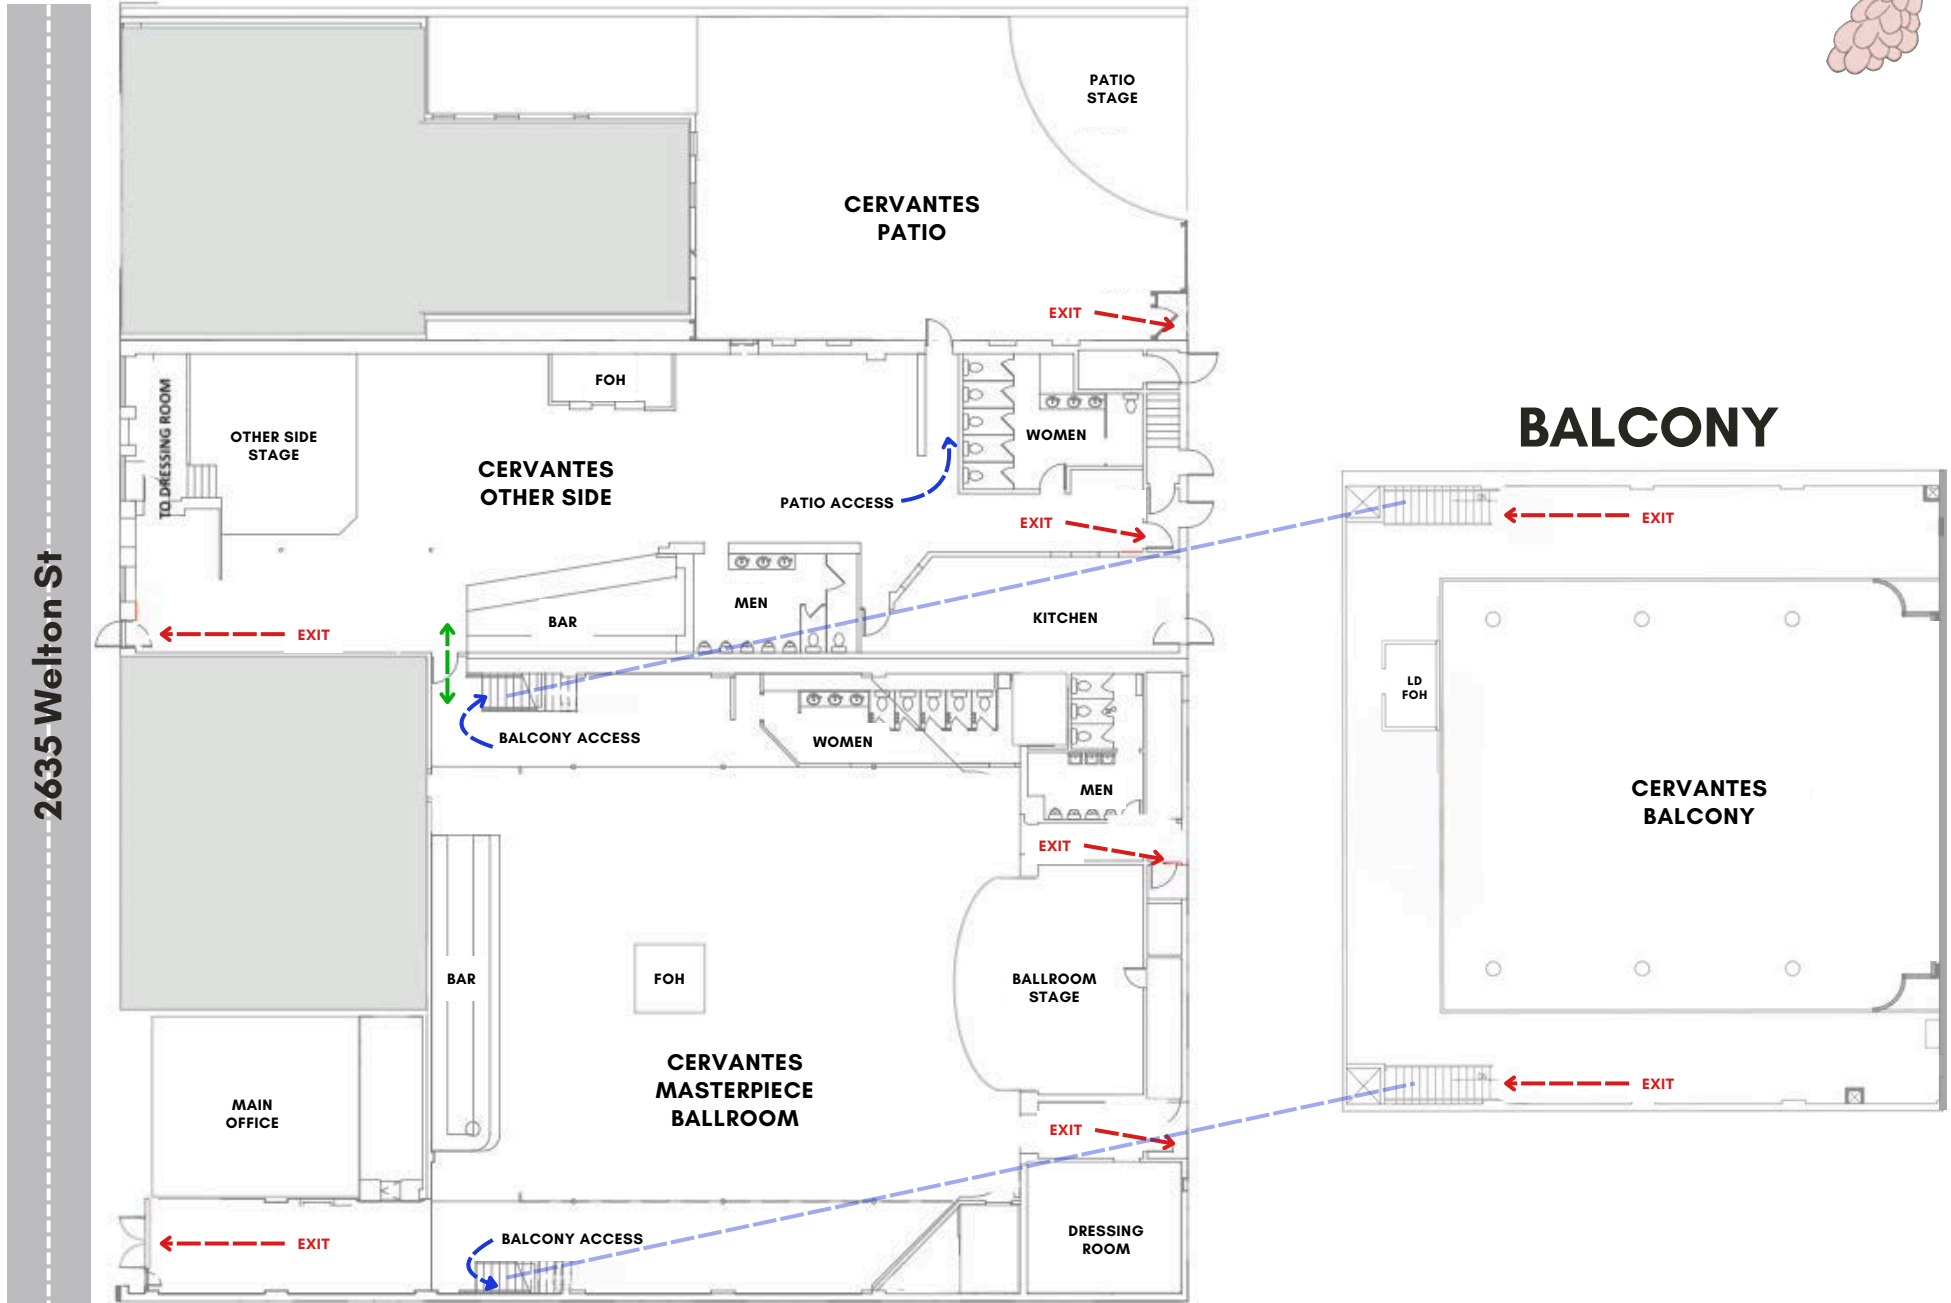 2635 Welton St
PATIO
STAGE
CERVANTES
PATIO
EXIT
TO DRESSING ROOM
OTHER SIDE
STAGE
FOH
CERVANTES
OTHER SIDE
WOMEN
PATIO ACCESS
EXIT
MEN
BAR
KITCHEN
EXIT
BALCONY ACCESS
WOMEN
MEN
EXIT
BAR
FOH
BALLROOM
STAGE
CERVANTES
MASTERPIECE
BALLROOM
MAIN
OFFICE
EXIT
EXIT
BALCONY ACCESS
DRESSING
ROOM
BALCONY
EXIT
LD
FOH
CERVANTES
BALCONY
EXIT